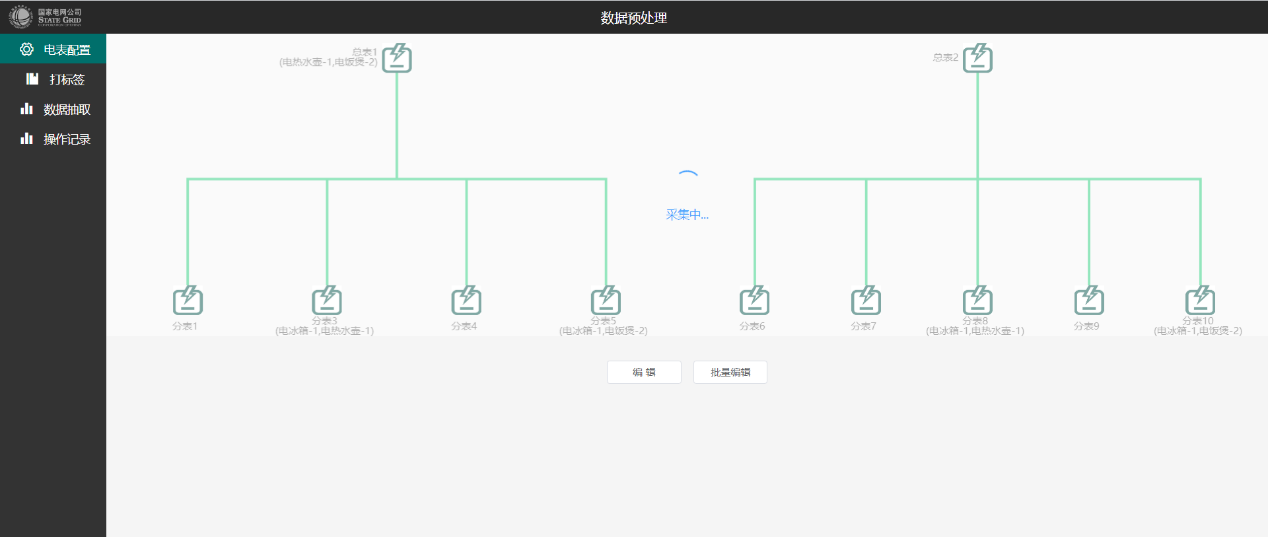 国家电网公司
STATE GRID
数据预处理
电表配置
打标签
数据抽取
操作记录
总表1
(电热水壶-1,电饭煲-2)
总表2
采集中...
分表1
分表3
(电冰箱-1,电热水壶-1)
分表4
分表5
(电冰箱-1,电饭煲-2)
分表6
分表7
分表8
(电冰箱-1,电热水壶-1)
分表9
分表10
(电冰箱-1,电饭煲-2)
编 辑
批量编辑